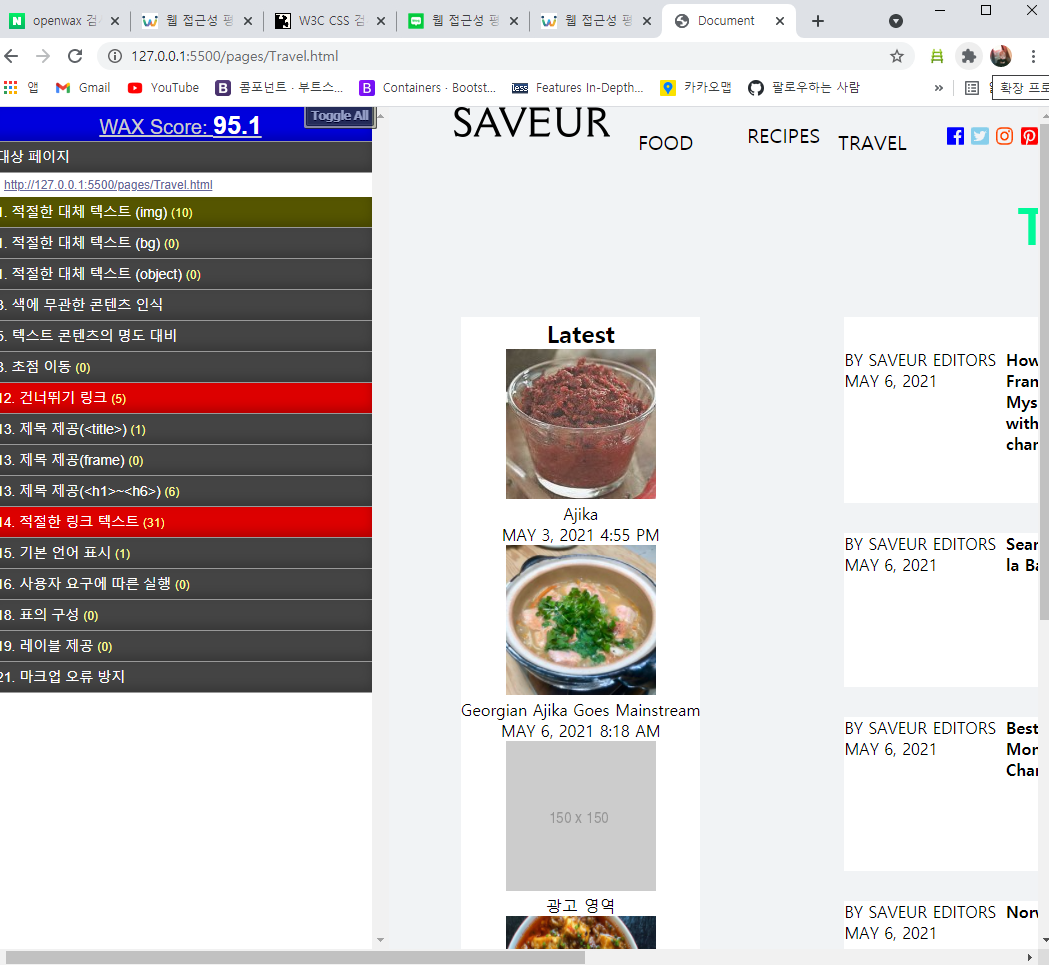 openwax 검
웹 접근성 평
W3C CSS 검
웹 접근성 평
웹 접근성 평
Document
127.0.0.1:5500/pages/Travel.html
앱
Gmail
YouTube
콤포넌트 · 부트스...
Containers · Bootst...
less
Features In-Depth...
카카오맵
팔로우하는 사람
»
확장 프로
WAX Score: 95.1
Toggle All
대상 페이지
http://127.0.0.1:5500/pages/Travel.html
1. 적절한 대체 텍스트 (img) (10)
1. 적절한 대체 텍스트 (bg) (0)
1. 적절한 대체 텍스트 (object) (0)
3. 색에 무관한 콘텐츠 인식
5. 텍스트 콘텐츠의 명도 대비
8. 초점 이동 (0)
12. 건너뛰기 링크 (5)
13. 제목 제공(<title>) (1)
13. 제목 제공(frame) (0)
13. 제목 제공(<h1>~<h6>) (6)
14. 적절한 링크 텍스트 (31)
15. 기본 언어 표시 (1)
16. 사용자 요구에 따른 실행 (0)
18. 표의 구성 (0)
19. 레이블 제공 (0)
21. 마크업 오류 방지
SAVEUR
FOOD
RECIPES
TRAVEL
T
Latest
Ajika
MAY 3, 2021 4:55 PM
Georgian Ajika Goes Mainstream
MAY 6, 2021 8:18 AM
150 x 150
광고 영역
BY SAVEUR EDITORS
MAY 6, 2021
How
Fran
Mys
with
char
BY SAVEUR EDITORS
MAY 6, 2021
Sear
la Ba
BY SAVEUR EDITORS
MAY 6, 2021
Best
Mor
Char
BY SAVEUR EDITORS
MAY 6, 2021
Norw